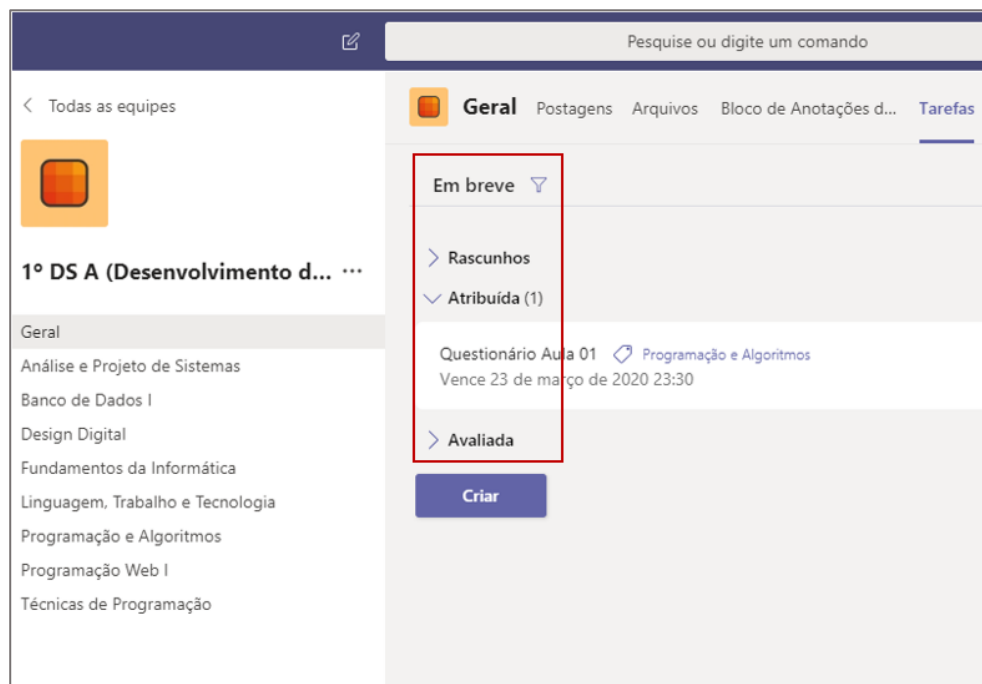 Pesquise ou digite um comando
Todas as equipes
1º DS A (Desenvolvimento d... ...
Geral
Análise e Projeto de Sistemas
Banco de Dados I
Design Digital
Fundamentos da Informática
Linguagem, Trabalho e Tecnologia
Programação e Algoritmos
Programação Web I
Técnicas de Programação
Geral Postagens Arquivos Bloco de Anotações d... Tarefas
Em breve
Rascunhos
Atribuída (1)
Questionário Aula 01 Programação e Algoritmos
Vence 23 de março de 2020 23:30
Avaliada
Criar